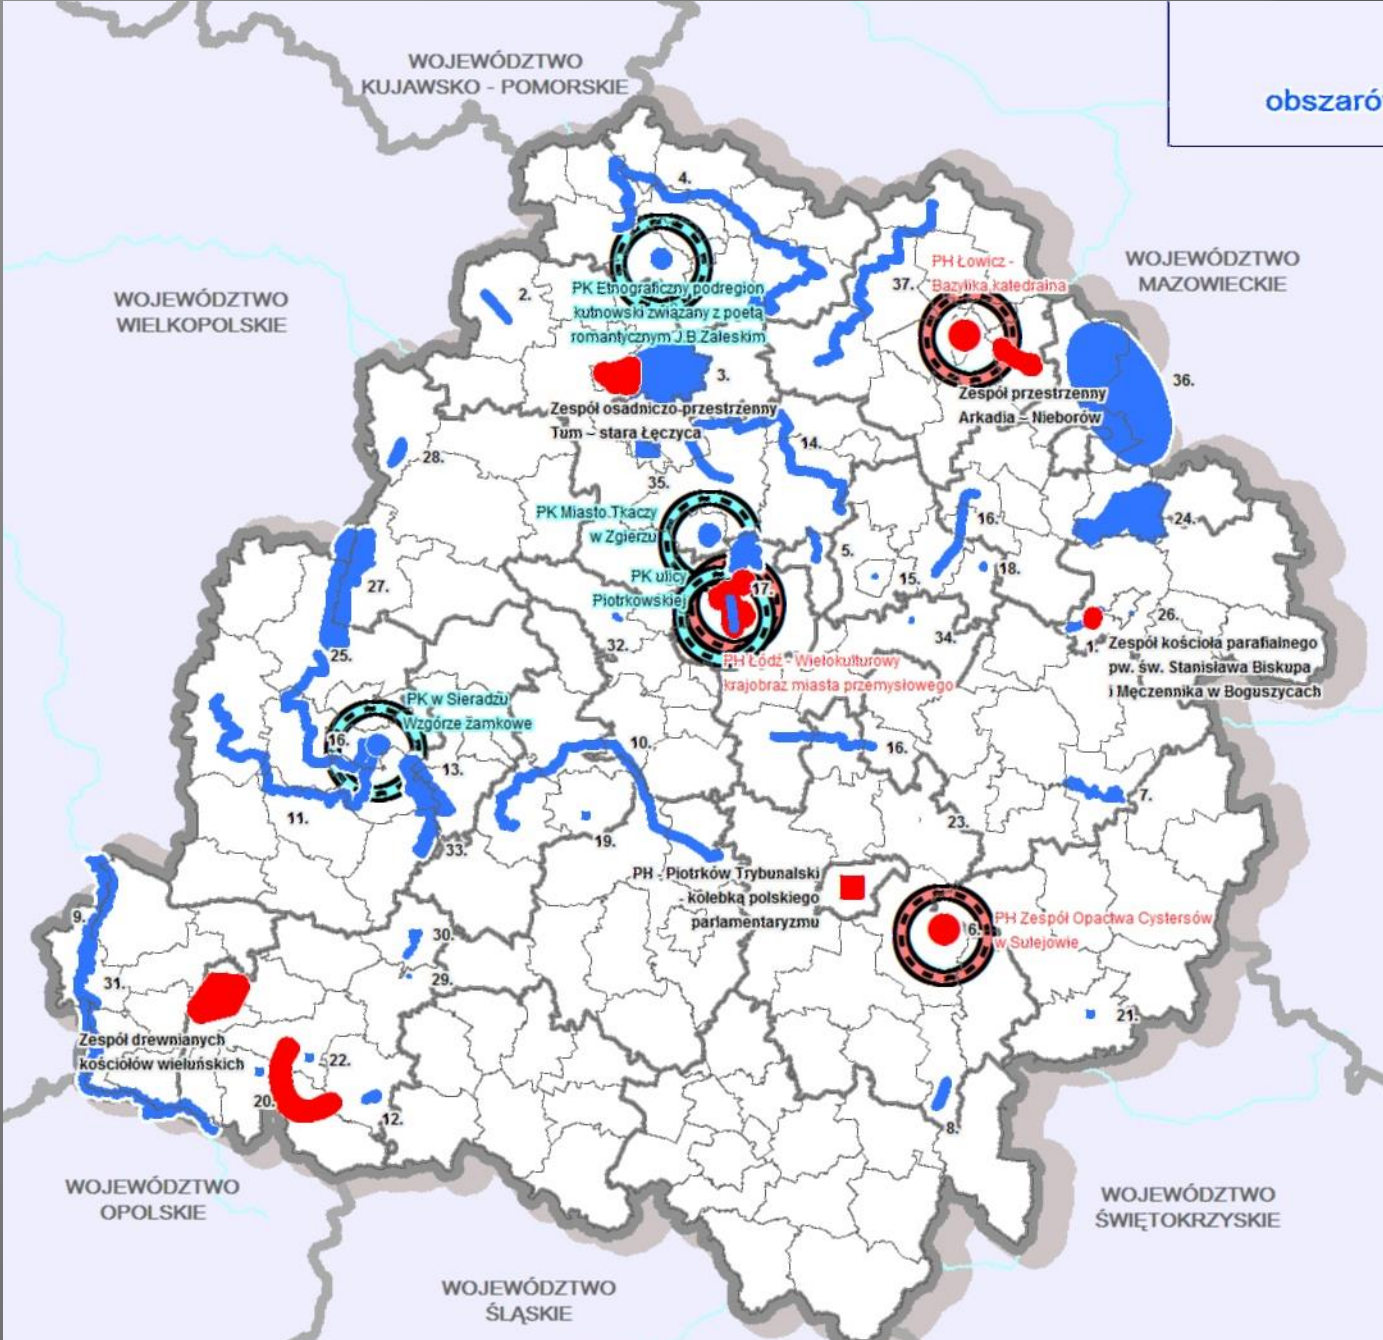 WOJEWÓDZTWO
KUJAWSKO - POMORSKIE
obszaró
4.
WOJEWÓDZTWO
MAZOWIECKIE
PH Łowicz -
Bazylika katedralna
37.
WOJEWÓDZTWO
WIELKOPOLSKIE
2.
PK Etnograficzny podregion
kutnowski związany z poetą
romantycznym J.B.Zaleskim
3.
36.
Zespół osadniczo-przestrzenny
Tum – stara Łęczyca
Zespół przestrzenny
Arkadia – Nieborów
14.
28.
35.
PK Miasto Tkaczy
w Zgierzu
16.
24.
5.
15.
18.
PK ulicy
Piotrkowskiej
17.
27.
26.
32.
34.
1.
Zespół kościoła parafialnego
pw. św. Stanisława Biskupa
i Męczennika w Boguszycach
25.
PH Łódź - Wielokulturowy
krajobraz miasta przemysłowego
PK w Sieradzu
Wzgórze zamkowe
16.
10.
16.
13.
7.
11.
23.
19.
33.
PH - Piotrków Trybunalski
- kolebka polskiego
parlamentaryzmu
9.
6.
PH Zespół Opactwa Cystersów
w Sulejowie
30.
31.
29.
21.
Zespół drewnianych
kościołów wieluńskich
22.
20.
12.
8.
WOJEWÓDZTWO
OPOLSKIE
WOJEWÓDZTWO
ŚWIĘTOKRZYSKIE
WOJEWÓDZTWO
ŚLĄSKIE